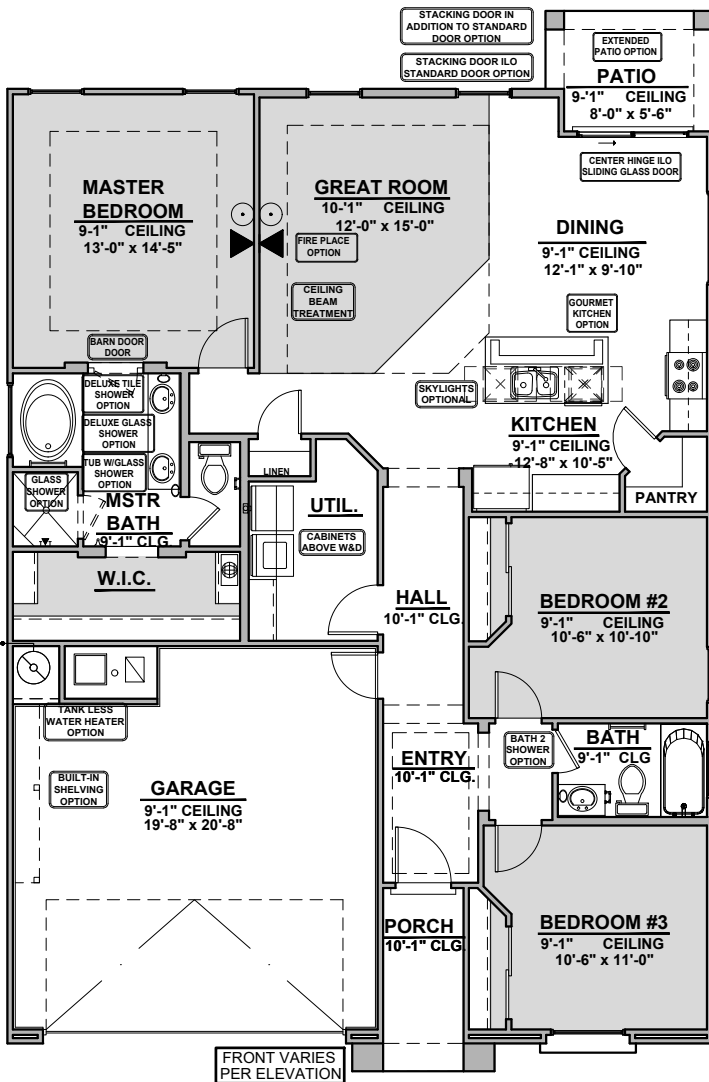 STACKING DOOR IN
ADDITION TO STANDARD
DOOR OPTION
STACKING DOOR ILO
STANDARD DOOR OPTION
EXTENDED
PATIO OPTION
PATIO
9-'1" CEILING
8'-0" x 5'-6"
CENTER HINGE ILO
SLIDING GLASS DOOR
MASTER
BEDROOM
9-1" CEILING
13'-0" x 14'-5"
GREAT ROOM
10-'1" CEILING
12'-0" x 15'-0"
FIRE PLACE
OPTION
CEILING
BEAM
TREATMENT
DINING
9'-1" CEILING
12'-1" x 9'-10"
GOURMET
KITCHEN
OPTION
BARN DOOR
DOOR
DELUXE TILE
SHOWER
OPTION
DELUXE GLASS
SHOWER
OPTION
TUB W/GLASS
SHOWER
OPTION
GLASS
SHOWER
OPTION
MSTR
BATH
9'-1" CLG.
SKYLIGHTS
OPTIONAL
KITCHEN
9'-1" CEILING
12'-8" x 10'-5"
PANTRY
LINEN
UTIL.
CABINETS
ABOVE W&D
W.I.C.
HALL
10'-1" CLG.
BEDROOM #2
9'-1" CEILING
10'-6" x 10'-10"
TANK LESS
WATER HEATER
OPTION
BUILT-IN
SHELVING
OPTION
GARAGE
9'-1" CEILING
19'-8" x 20'-8"
ENTRY
10'-1" CLG.
BATH 2
SHOWER
OPTION
BATH
9'-1" CLG
PORCH
10'-1" CLG.
BEDROOM #3
9'-1" CEILING
10'-6" x 11'-0"
FRONT VARIES
PER ELEVATION